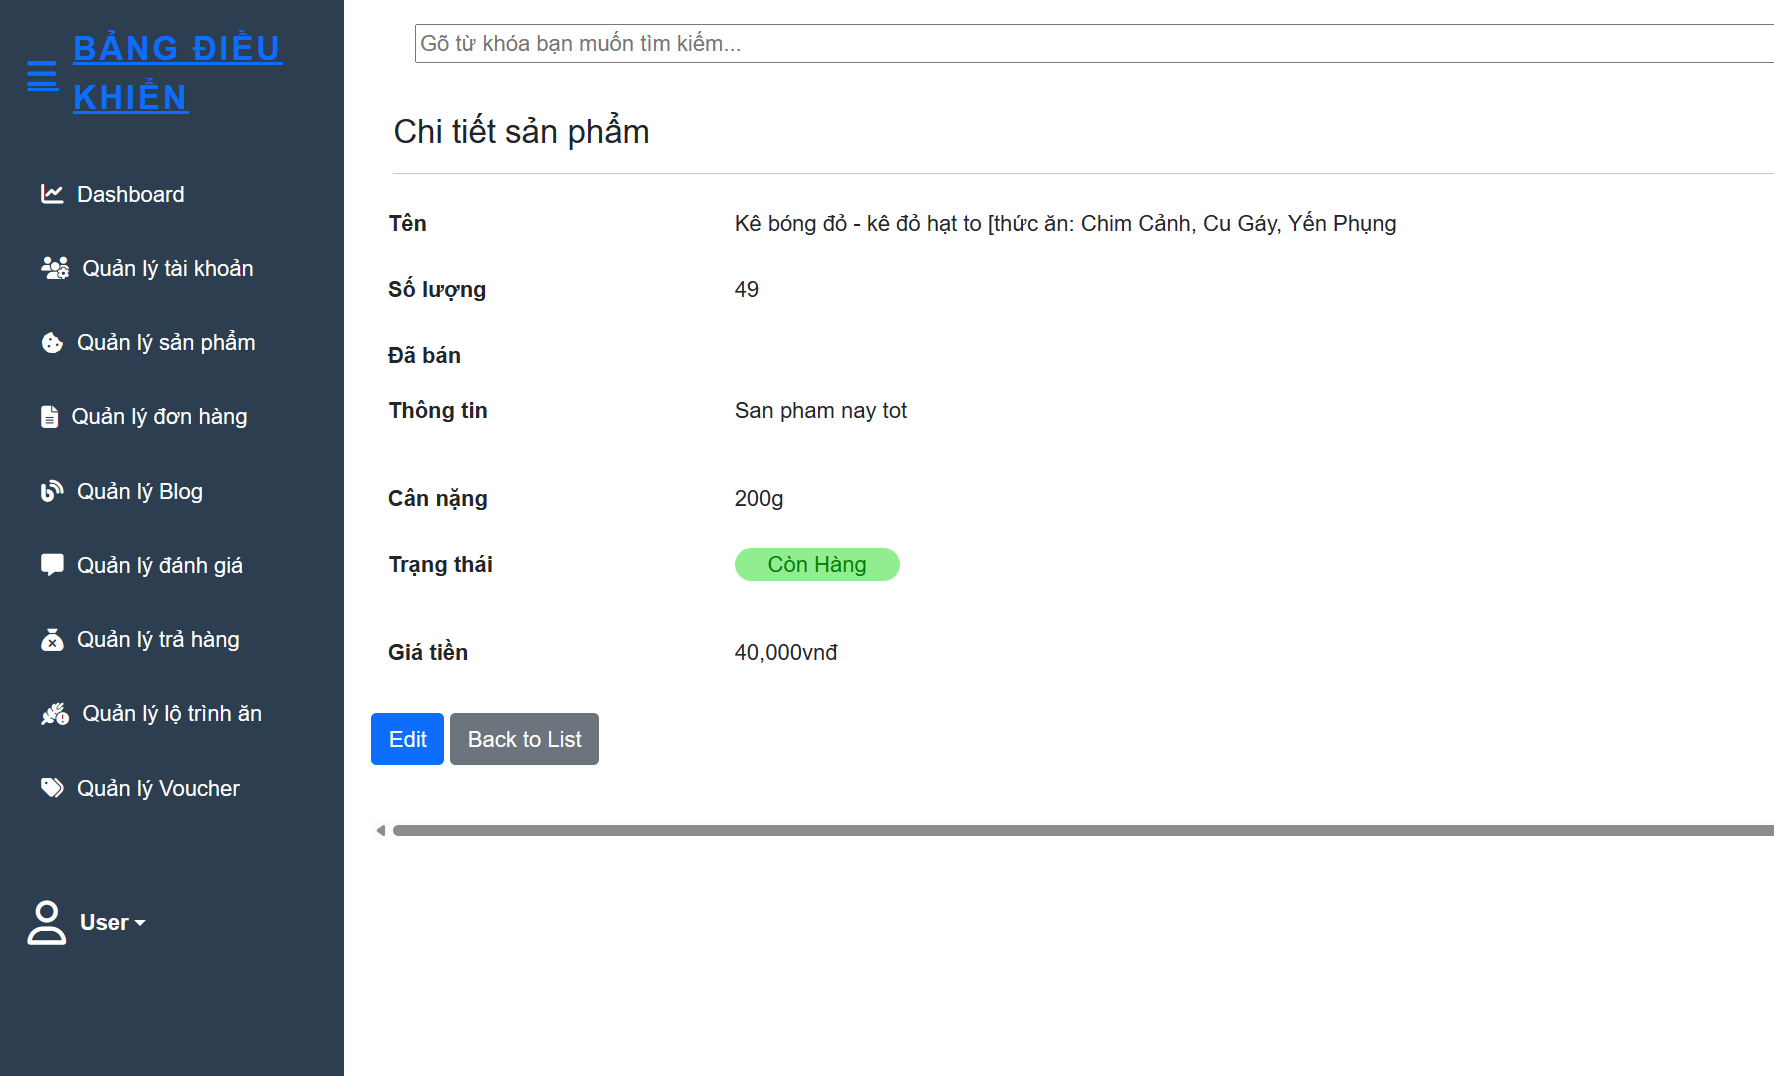 BẢNG ĐIỀU
KHIỂN
Dashboard
Quản lý tài khoản
Quản lý sản phẩm
Quản lý đơn hàng
Quản lý Blog
Quản lý đánh giá
Quản lý trả hàng
Quản lý lộ trình ăn
Quản lý Voucher
User
Gõ từ khóa bạn muốn tìm kiếm...
Chi tiết sản phẩm
Tên Kê bóng đỏ - kê đỏ hạt to [thức ăn: Chim Cảnh, Cu Gáy, Yến Phụng
Số lượng 49
Đã bán
Thông tin San pham nay tot
Cân nặng 200g
Trạng thái Còn Hàng
Giá tiền 40,000vnđ
Edit Back to List